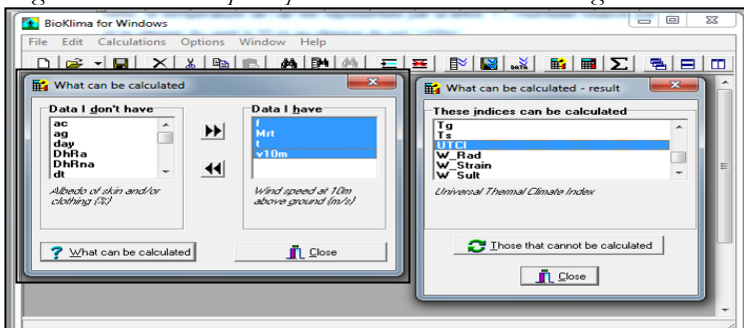 BioKlima for Windows
File Edit Calculations Options Window Help
What can be calculated
Data I don't have
ac
ag
day
DhRa
DhRna
dt
Albedo of skin and/or
clothing (%)
Data I have
f
Mrt
t
v10m
Wind speed at 10m
above ground (m/s)
What can be calculated
Close
What can be calculated - result
These indices can be calculated
Tg
Ts
UTCI
W_Rad
W_Strain
W_Sult
Universal Thermal Climate Index
Those that cannot be calculated
Close